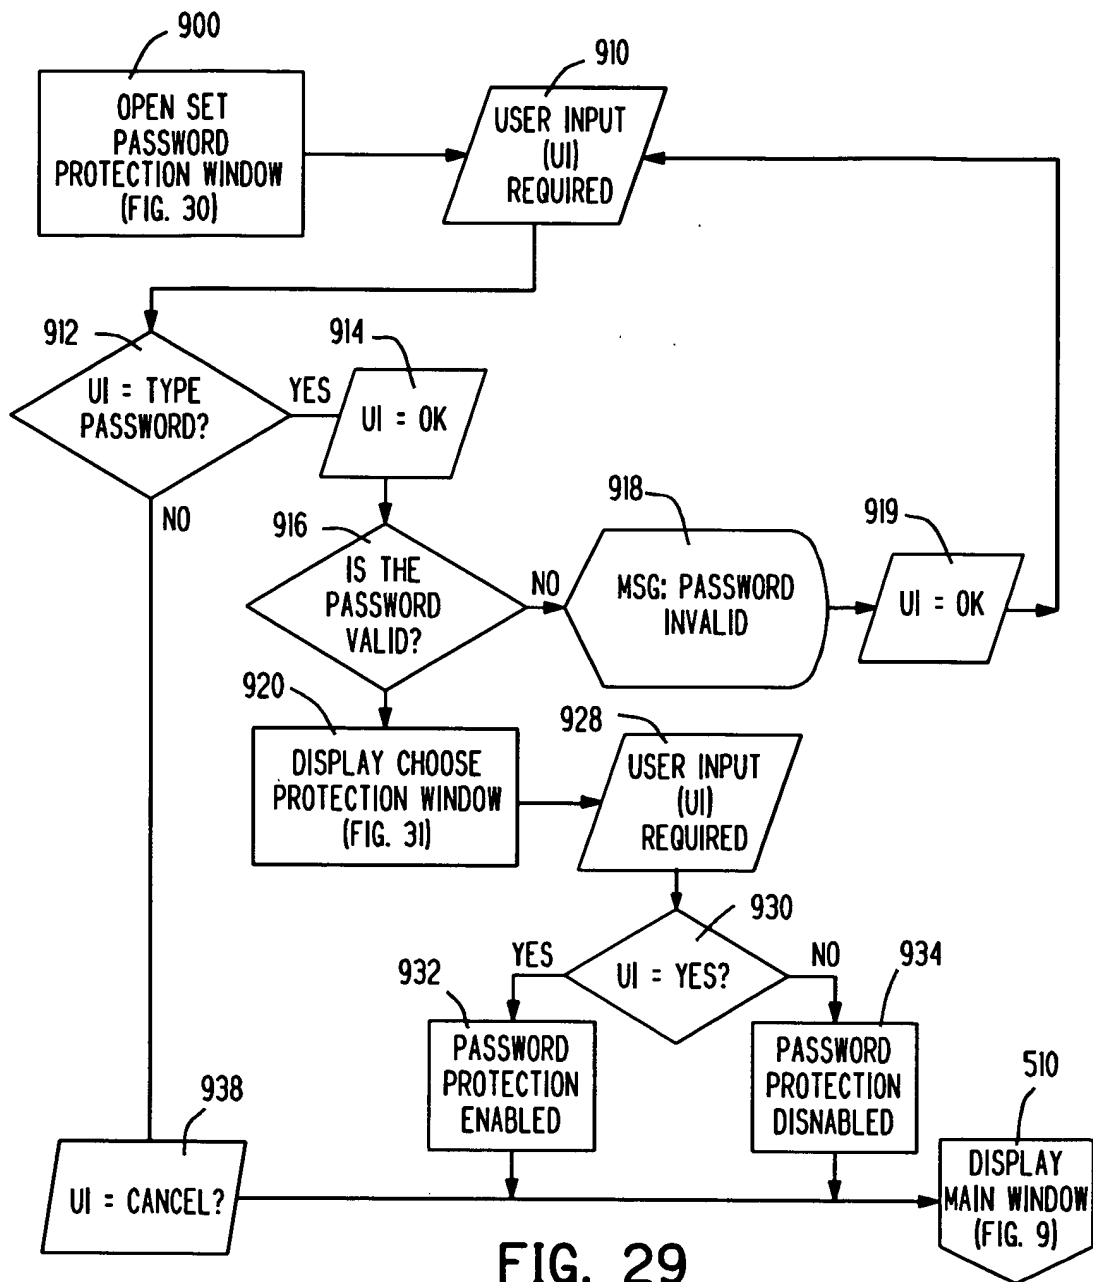 900
OPEN SET
PASSWORD
PROTECTION WINDOW
(FIG. 30)
910
USER INPUT
(UI)
REQUIRED
912
UI = TYPE
PASSWORD?
YES
NO
914
UI = OK
916
IS THE
PASSWORD
VALID?
NO
918
MSG: PASSWORD
INVALID
919
UI = OK
920
DISPLAY CHOOSE
PROTECTION WINDOW
(FIG. 31)
928
USER INPUT
(UI)
REQUIRED
930
UI = YES?
YES
NO
932
PASSWORD
PROTECTION
ENABLED
934
PASSWORD
PROTECTION
DISNABLED
938
UI = CANCEL?
510
DISPLAY
MAIN WINDOW
(FIG. 9)
FIG. 29